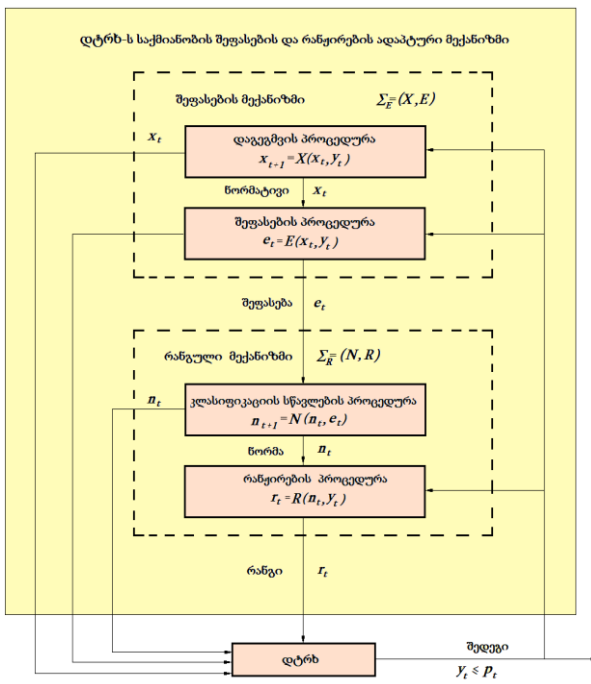 დტრხ-ს საქმიანობის შეფასების და რანჟირების ადაპტური მექანიზმი
შეფასების მექანიზმი Σ_E=(X,E)
x_t
დაგეგმვის პროცედურა
x_{t+1}=X(x_t,y_t)
ნორმატივი x_t
შეფასების პროცედურა
e_t=E(x_t,y_t)
შეფასება e_t
რანგული მექანიზმი Σ_R=(N,R)
n_t
კლასიფიკაციის სწავლების პროცედურა
n_{t+1}=N(n_t,e_t)
ნორმა n_t
რანჟირების პროცედურა
r_t=R(n_t,y_t)
რანგი r_t
დტრხ
შედეგი
y_t ≤ p_t